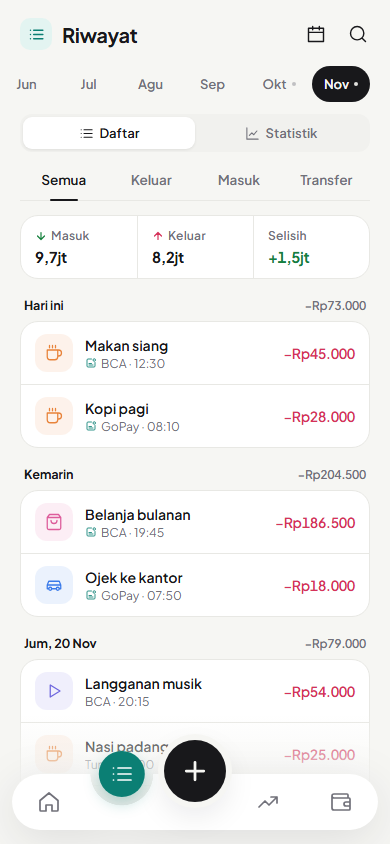 Riwayat
Jun Jul Agu Sep Okt • Nov •
Daftar Statistik
Semua Keluar Masuk Transfer
Masuk Keluar Selisih
9,7jt 8,2jt +1,5jt
Hari ini −Rp73.000
Makan siang −Rp45.000
BCA · 12:30
Kopi pagi −Rp28.000
GoPay · 08:10
Kemarin −Rp204.500
Belanja bulanan −Rp186.500
BCA · 19:45
Ojek ke kantor −Rp18.000
GoPay · 07:50
Jum, 20 Nov −Rp79.000
Langganan musik −Rp54.000
BCA · 20:15
Nasi padang −Rp25.000